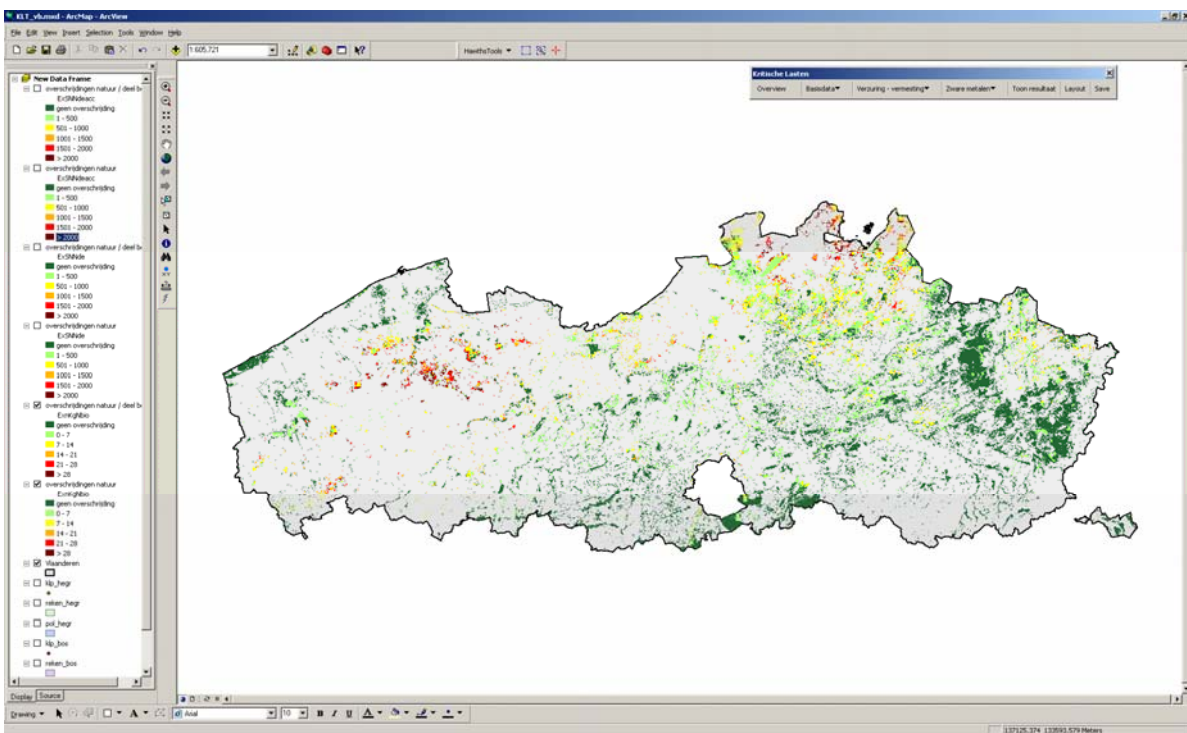 KLT_vb.mxd - ArcMap - ArcView
File Edit View Insert Selection Tools Window Help
1:605.721
HawthsTools
Kritische Lasten
Overview Basisdata Verzuring - vermesting Zware metalen Toon resultaat Layout Save
New Data Frame
overschrijdingen natuur / deel b
ExSNNdeacc
geen overschrijding
1 - 500
501 - 1000
1001 - 1500
1501 - 2000
> 2000
overschrijdingen natuur
ExSNNdeacc
geen overschrijding
1 - 500
501 - 1000
1001 - 1500
1501 - 2000
> 2000
overschrijdingen natuur / deel b
ExSNNde
geen overschrijding
1 - 500
501 - 1000
1001 - 1500
1501 - 2000
> 2000
overschrijdingen natuur
ExSNNde
geen overschrijding
1 - 500
501 - 1000
1001 - 1500
1501 - 2000
> 2000
overschrijdingen natuur / deel b
ExnKgNbio
geen overschrijding
0 - 7
7 - 14
14 - 21
21 - 28
> 28
overschrijdingen natuur
ExnKgNbio
geen overschrijding
0 - 7
7 - 14
14 - 21
21 - 28
> 28
Vlaanderen
klp_hegr
reken_hegr
pol_hegr
klp_bos
reken_bos
Display Source
Drawing A Arial 10 B I U A
137125.374 133593.579 Meters